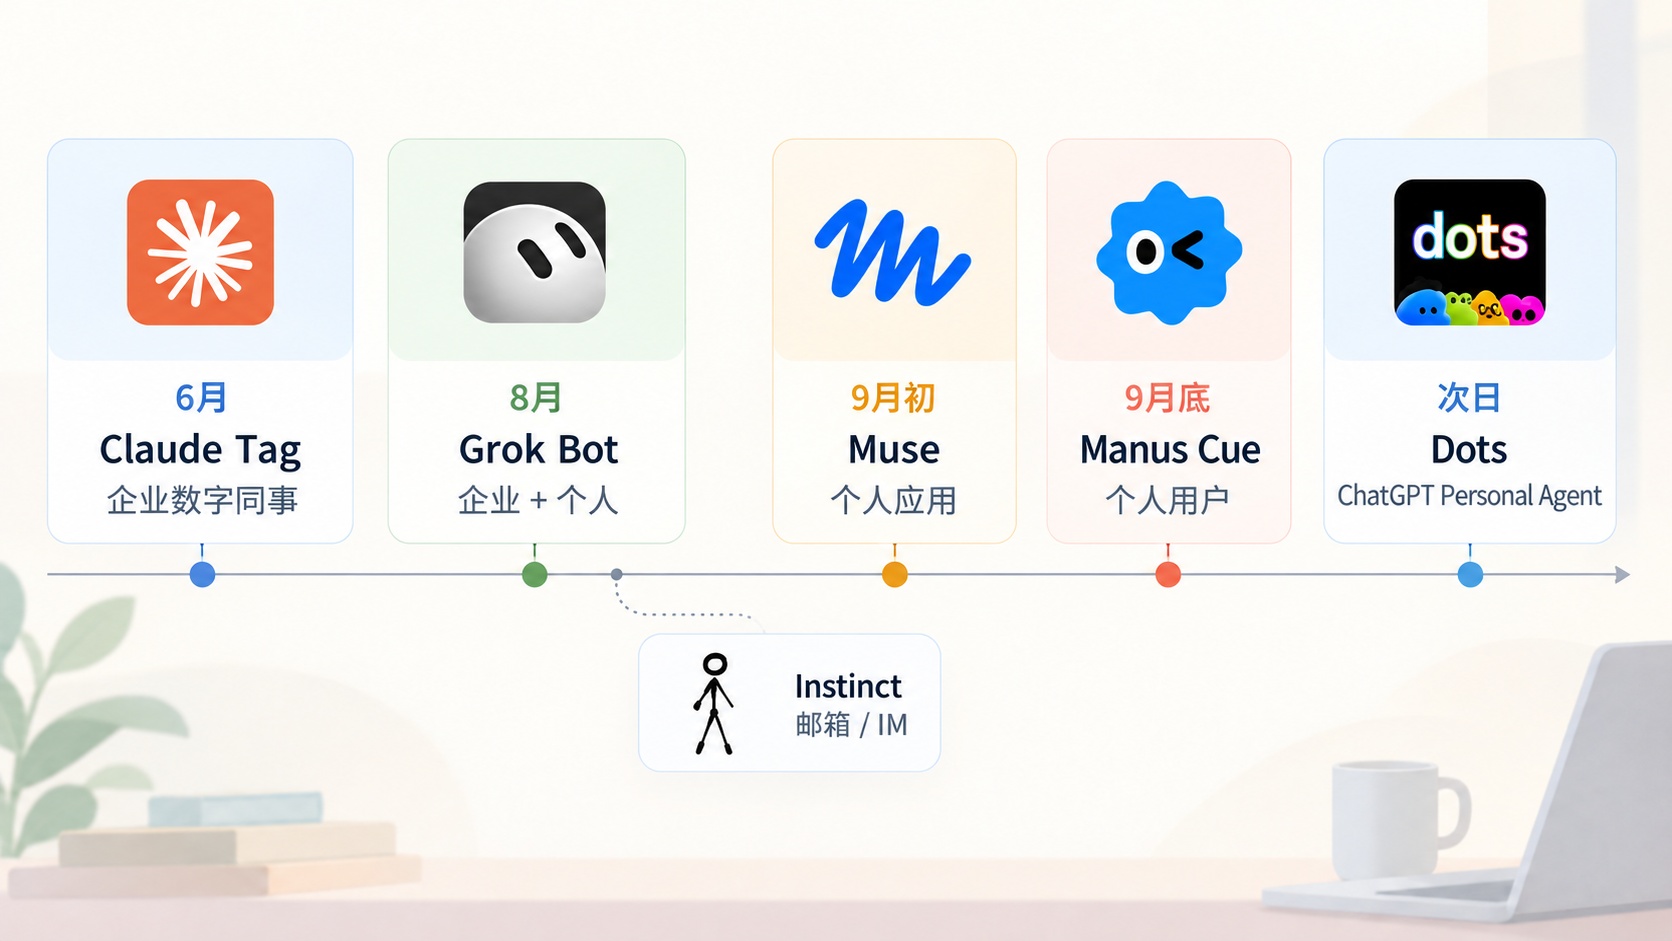 dots
6月
Claude Tag
企业数字同事
8月
Grok Bot
企业 + 个人
9月初
Muse
个人应用
9月底
Manus Cue
个人用户
次日
Dots
ChatGPT Personal Agent
Instinct
邮箱 / IM